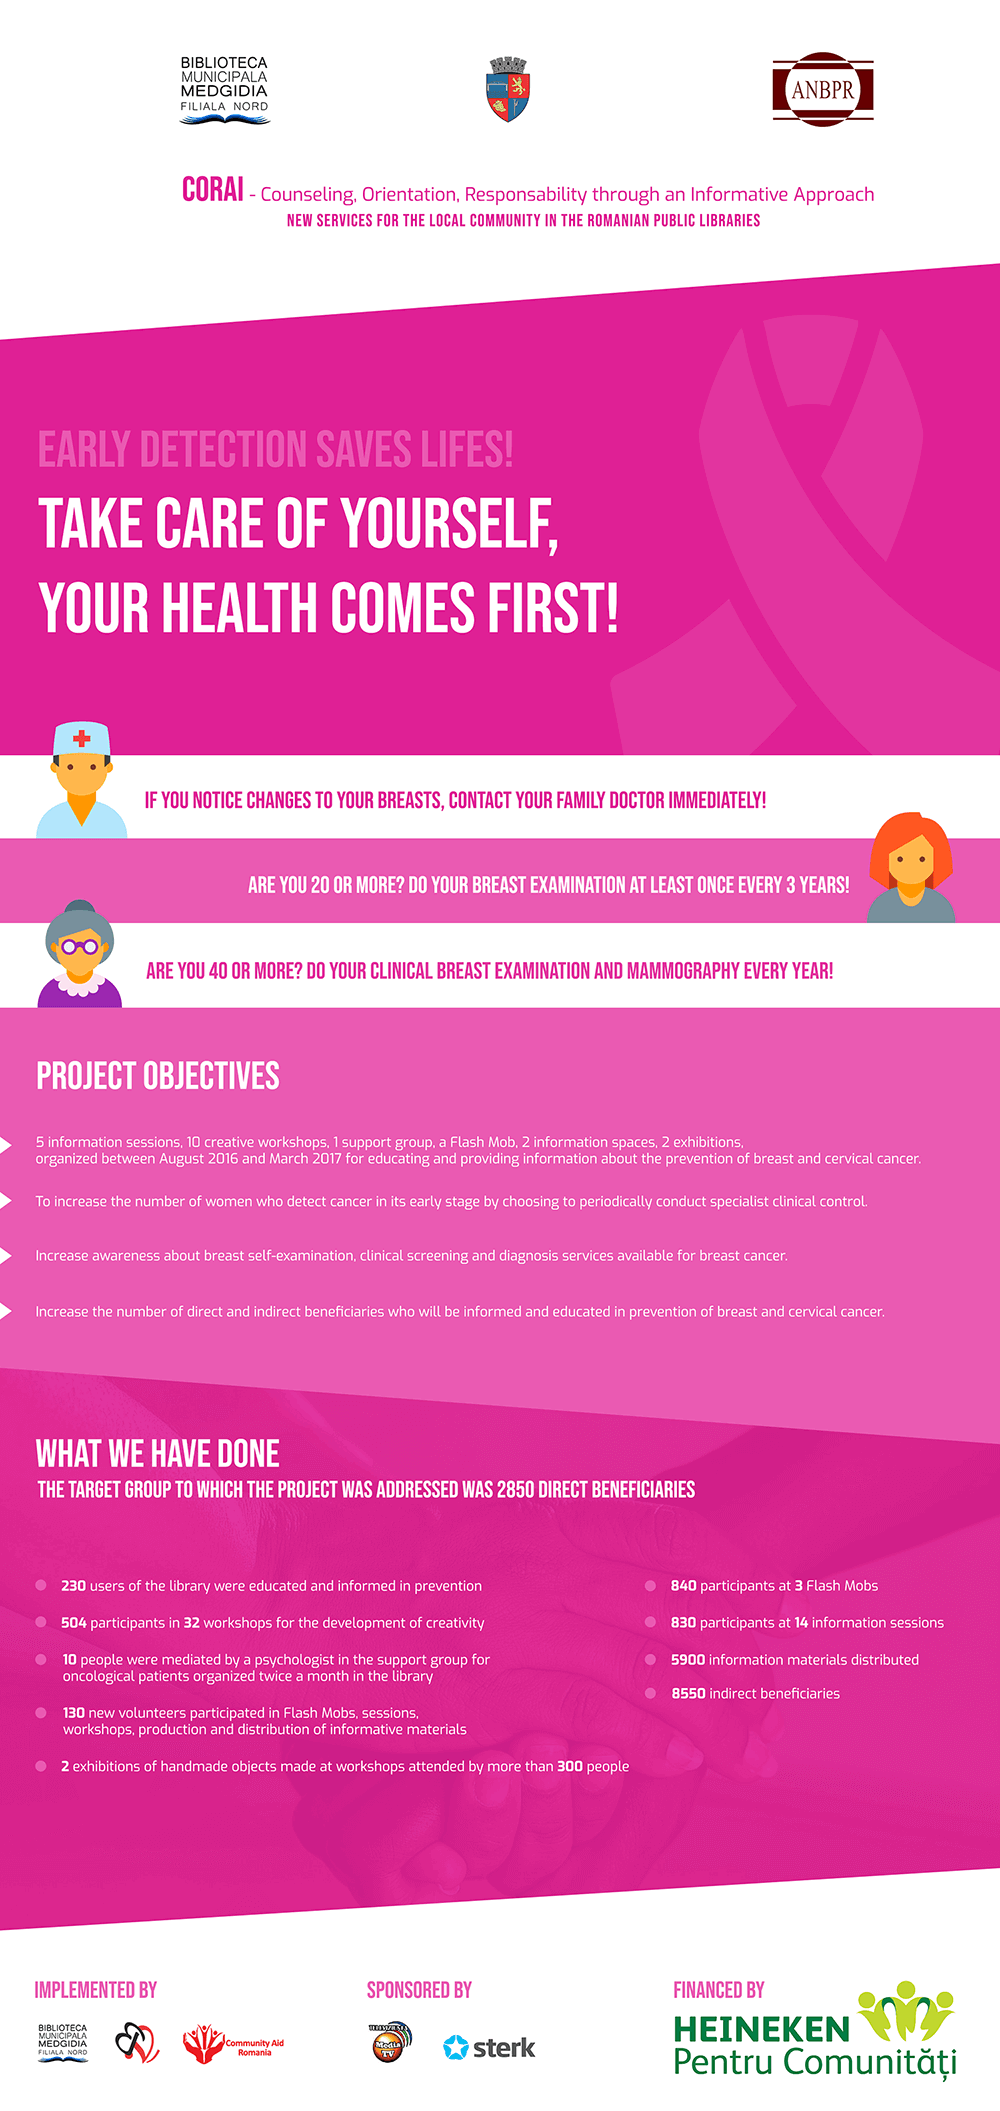 BIBLIOTECA
MUNICIPALA
MEDGIDIA
FILIALA NORD
ANBPR
CORAI - Counseling, Orientation, Responsability through an Informative Approach
NEW SERVICES FOR THE LOCAL COMMUNITY IN THE ROMANIAN PUBLIC LIBRARIES
EARLY DETECTION SAVES LIFES!
TAKE CARE OF YOURSELF,
YOUR HEALTH COMES FIRST!
IF YOU NOTICE CHANGES TO YOUR BREASTS, CONTACT YOUR FAMILY DOCTOR IMMEDIATELY!
ARE YOU 20 OR MORE? DO YOUR BREAST EXAMINATION AT LEAST ONCE EVERY 3 YEARS!
ARE YOU 40 OR MORE? DO YOUR CLINICAL BREAST EXAMINATION AND MAMMOGRAPHY EVERY YEAR!
PROJECT OBJECTIVES
5 information sessions, 10 creative workshops, 1 support group, a Flash Mob, 2 information spaces, 2 exhibitions,
organized between August 2016 and March 2017 for educating and providing information about the prevention of breast and cervical cancer.
To increase the number of women who detect cancer in its early stage by choosing to periodically conduct specialist clinical control.
Increase awareness about breast self-examination, clinical screening and diagnosis services available for breast cancer.
Increase the number of direct and indirect beneficiaries who will be informed and educated in prevention of breast and cervical cancer.
WHAT WE HAVE DONE
THE TARGET GROUP TO WHICH THE PROJECT WAS ADDRESSED WAS 2850 DIRECT BENEFICIARIES
230 users of the library were educated and informed in prevention
504 participants in 32 workshops for the development of creativity
10 people were mediated by a psychologist in the support group for
oncological patients organized twice a month in the library
130 new volunteers participated in Flash Mobs, sessions,
workshops, production and distribution of informative materials
2 exhibitions of handmade objects made at workshops attended by more than 300 people
840 participants at 3 Flash Mobs
830 participants at 14 information sessions
5900 information materials distributed
8550 indirect beneficiaries
IMPLEMENTED BY
BIBLIOTECA
MUNICIPALA
MEDGIDIA
FILIALA NORD
Community Aid
Romania
SPONSORED BY
Media
TV
sterk
FINANCED BY
HEINEKEN
Pentru Comunități